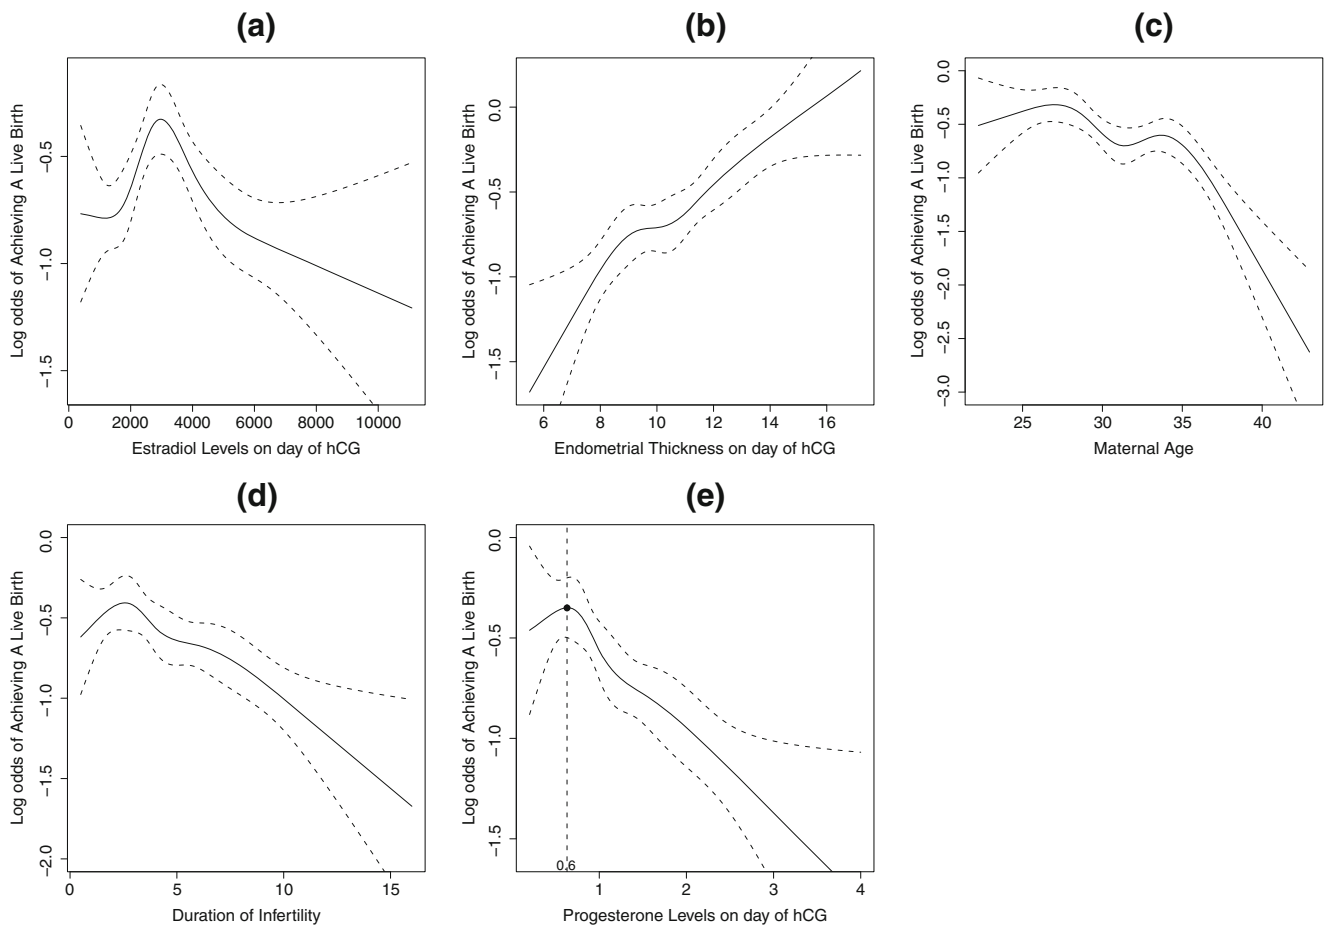 (a)
Log odds of Achieving A Live Birth
−0.5
−1.0
−1.5
0 2000 4000 6000 8000 10000
Estradiol Levels on day of hCG
(b)
Log odds of Achieving A Live Birth
0.0
−0.5
−1.0
−1.5
6 8 10 12 14 16
Endometrial Thickness on day of hCG
(c)
Log odds of Achieving A Live Birth
0.0
−0.5
−1.0
−1.5
−2.0
−2.5
−3.0
25 30 35 40
Maternal Age
(d)
Log odds of Achieving A Live Birth
0.0
−0.5
−1.0
−1.5
−2.0
0 5 10 15
Duration of Infertility
(e)
Log odds of Achieving A Live Birth
0.0
−0.5
−1.0
−1.5
0.6
1 2 3 4
Progesterone Levels on day of hCG